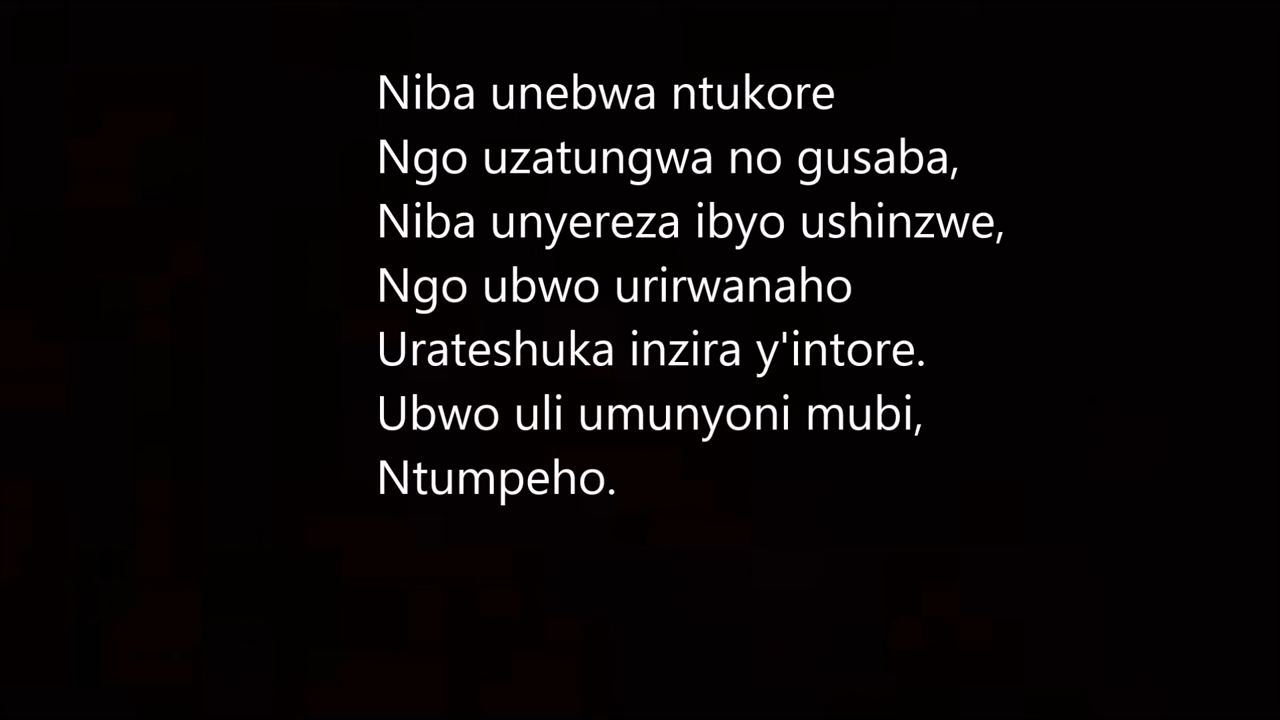 Niba unebwa ntukore
Ngo uzatungwa no gusaba,
Niba unyereza ibyo ushinzwe,
Ngo ubwo urirwanaho
Urateshuka inzira y'intore.
Ubwo uli umunyoni mubi,
Ntumpeho.